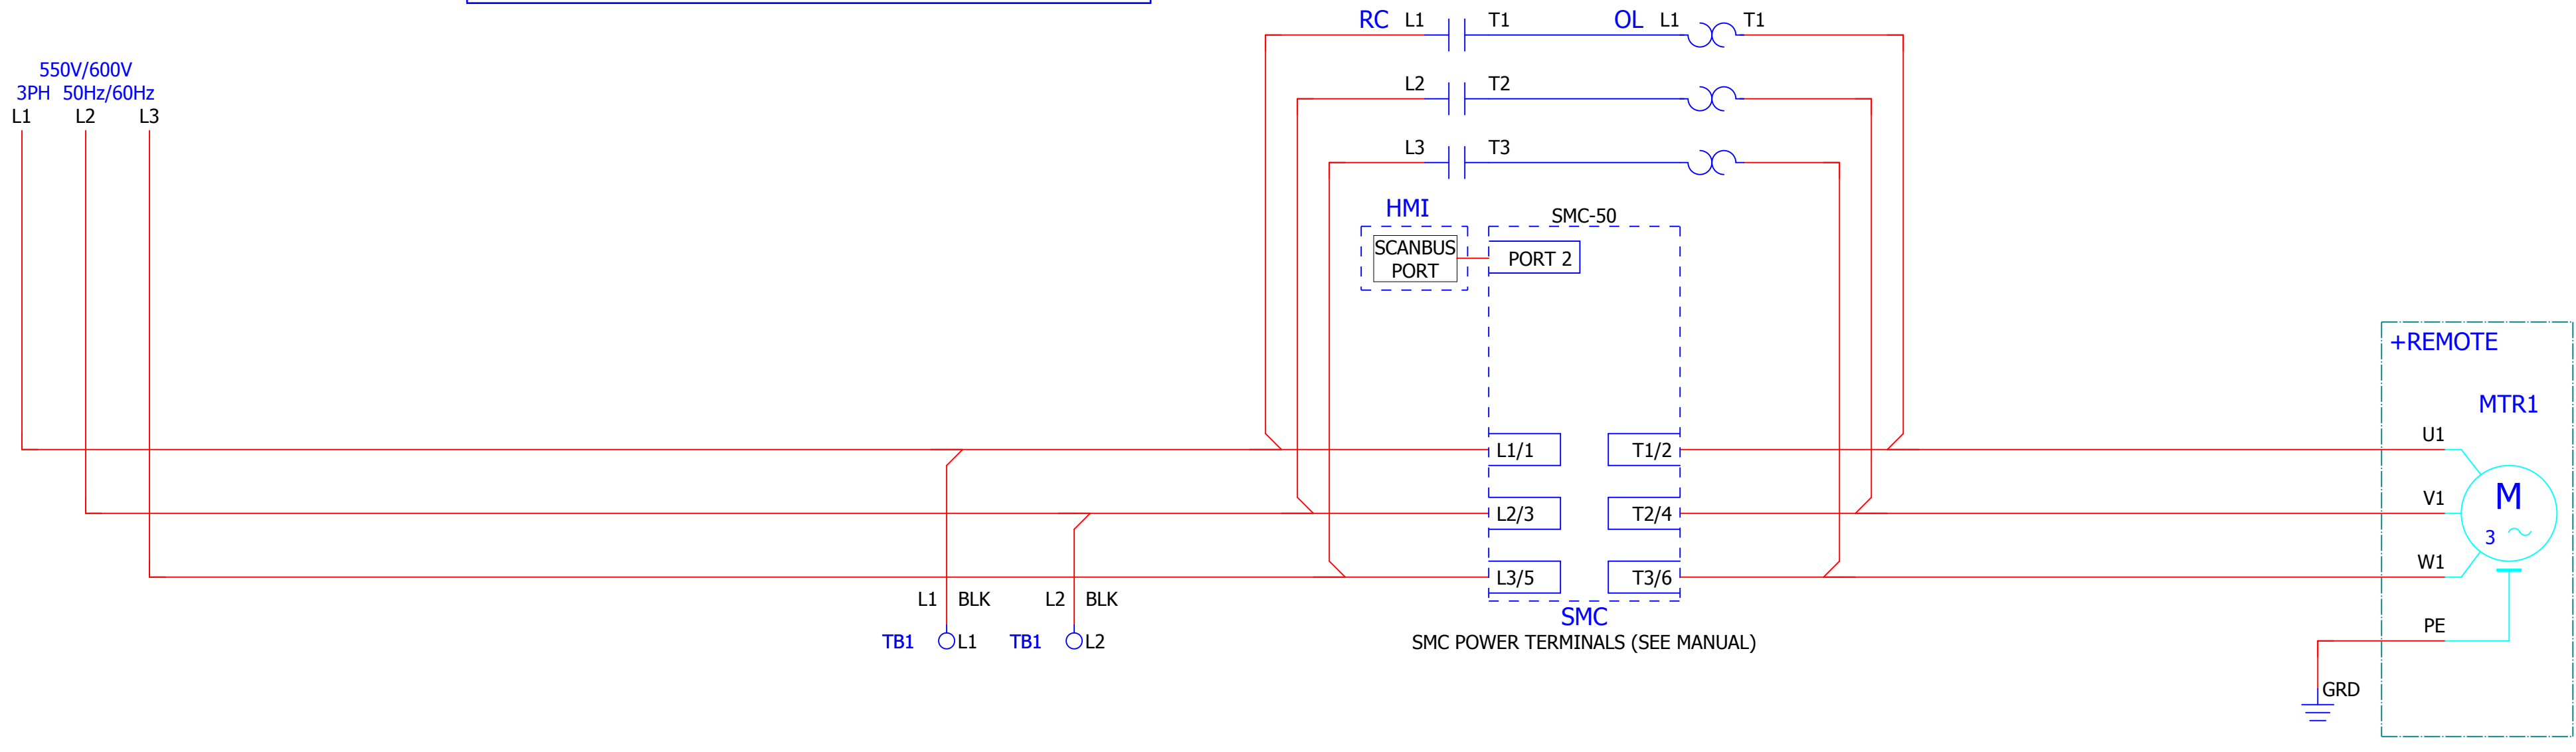 RC L1 T1 OL L1 T1
550V/600V
3PH 50Hz/60Hz
L1 L2 L3
L2 T2
L3 T3
HMI
SMC-50
SCANBUS
PORT
PORT 2
+REMOTE
MTR1
U1
L1/1 T1/2
V1
M
3
L2/3 T2/4
W1
L3/5 T3/6
L1 BLK L2 BLK
SMC
PE
TB1 L1 TB1 L2
SMC POWER TERMINALS (SEE MANUAL)
GRD